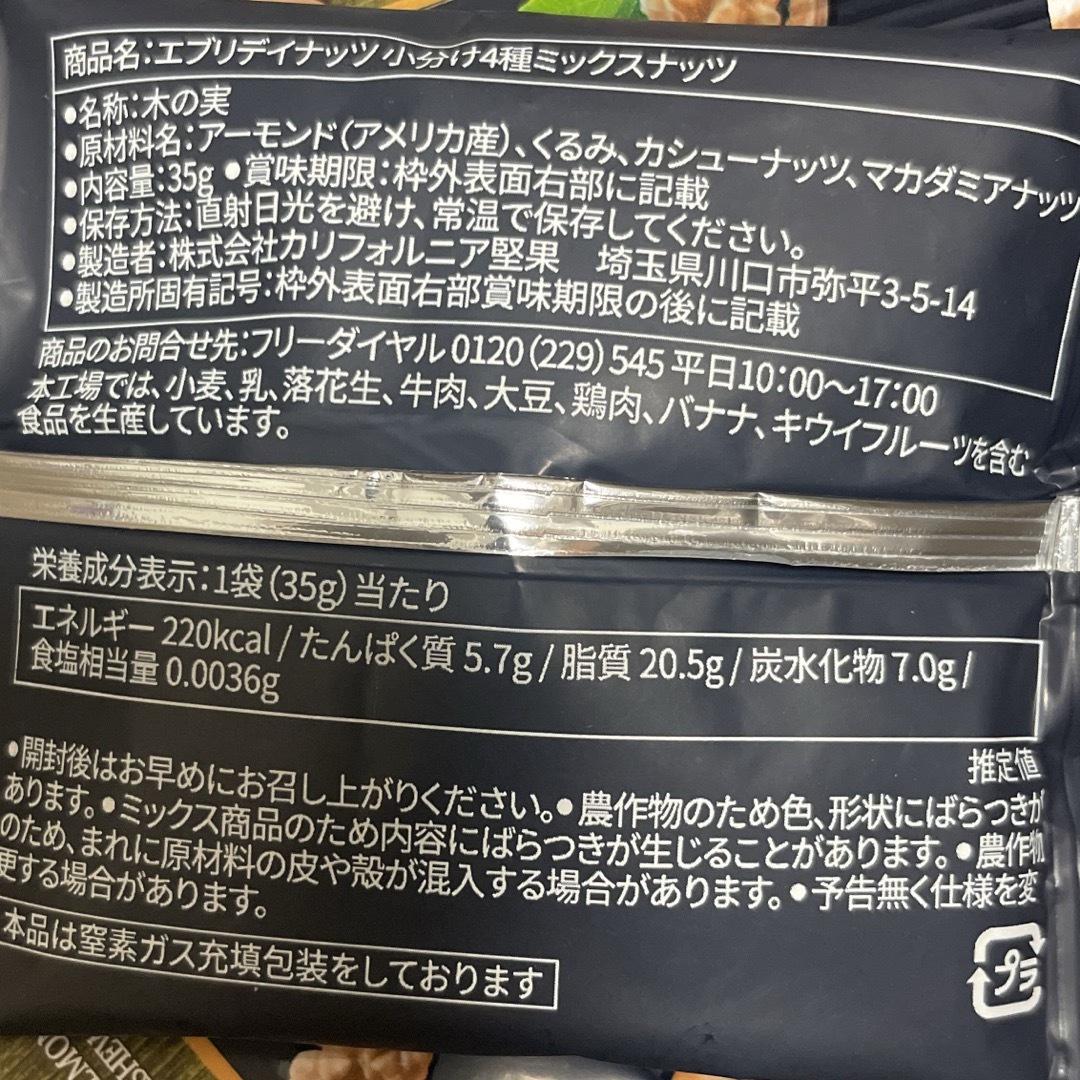 商品名：エブリデイナッツ 小分け4種ミックスナッツ
●名称：木の実
●原材料名：アーモンド（アメリカ産）、くるみ、カシューナッツ、マカダミアナッツ
●内容量：35g ●賞味期限：枠外表面右部に記載
●保存方法：直射日光を避け、常温で保存してください。
●製造者：株式会社カリフォルニア堅果　埼玉県川口市弥平3-5-14
●製造所固有記号：枠外表面右部賞味期限の後に記載
商品のお問合せ先：フリーダイヤル 0120（229）545 平日10：00〜17：00
本工場では、小麦、乳、落花生、牛肉、大豆、鶏肉、バナナ、キウイフルーツを含む
食品を生産しています。
栄養成分表示：1袋（35g）当たり
エネルギー 220kcal / たんぱく質 5.7g / 脂質 20.5g / 炭水化物 7.0g /
食塩相当量 0.0036g
推定値
●開封後はお早めにお召し上がりください。●農作物のため色、形状にばらつきが
あります。●ミックス商品のため内容にばらつきが生じることがあります。●農作物
のため、まれに原材料の皮や殻が混入する場合があります。●予告無く仕様を変
更する場合があります。
本品は窒素ガス充填包装をしております
プラ